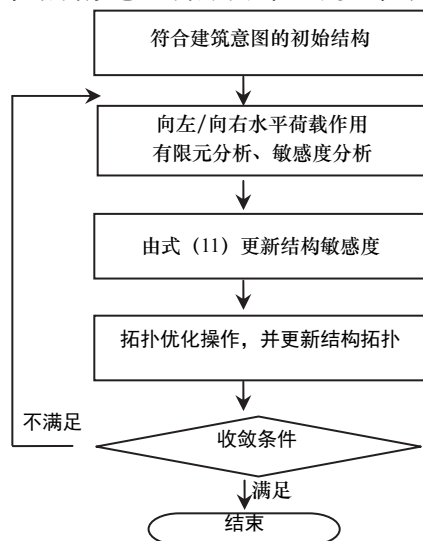 符合建筑意图的初始结构
向左/向右水平荷载作用
有限元分析、敏感度分析
由式（11）更新结构敏感度
拓扑优化操作，并更新结构拓扑
不满足
收敛条件
满足
结束